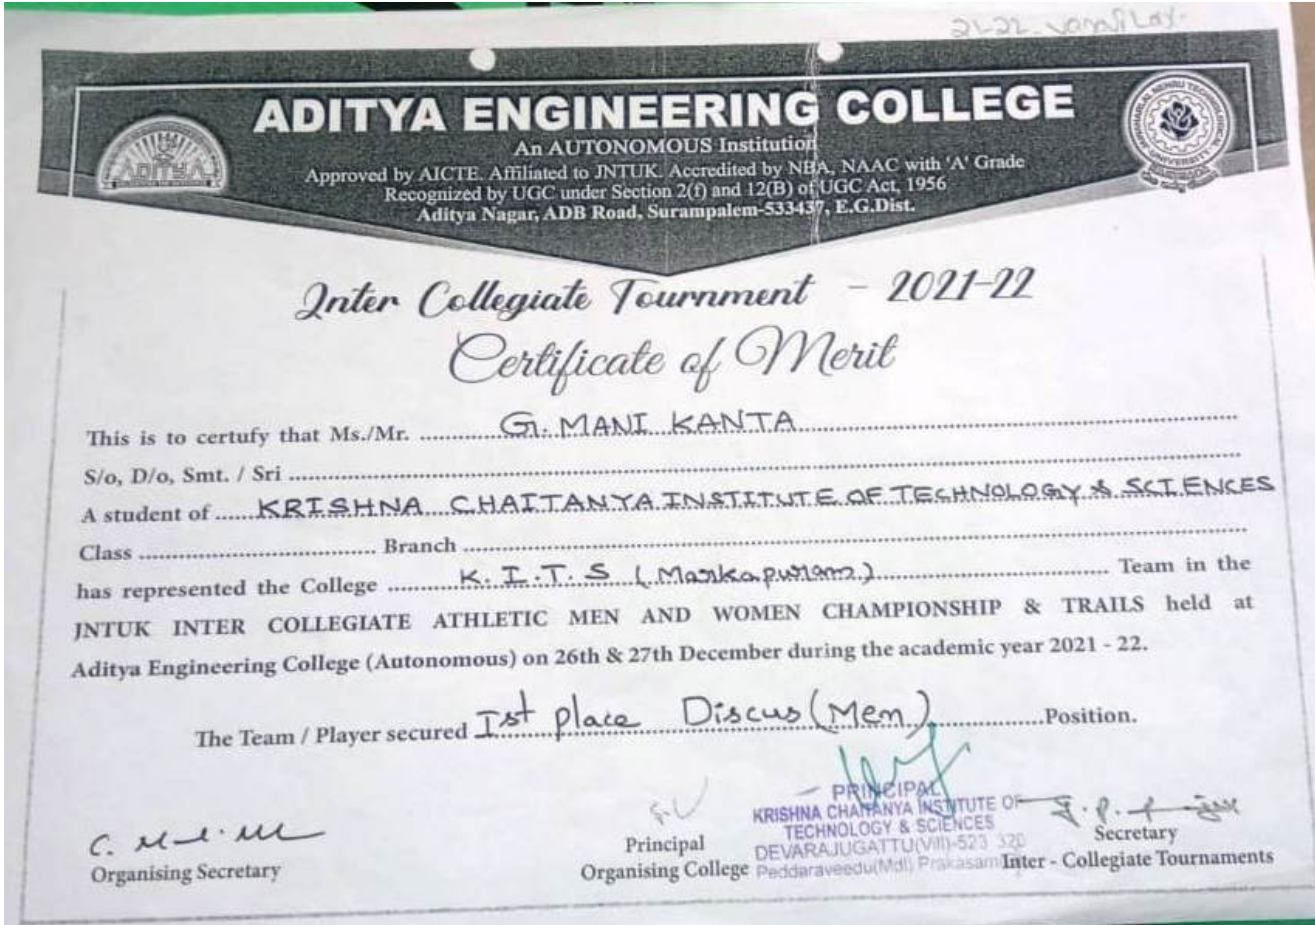 21-22
ADITYA ENGINEERING COLLEGE
An AUTONOMOUS Institution
Approved by AICTE. Affiliated to JNTUK. Accredited by NBA, NAAC with 'A' Grade
Recognized by UGC under Section 2(f) and 12(B) of UGC Act, 1956
Aditya Nagar, ADB Road, Surampalem-533437, E.G.Dist.
ADITYA
JAWAHARLAL NEHRU TECHNOLOGICAL UNIVERSITY
Inter Collegiate Tournment - 2021-22
Certificate of Merit
This is to certufy that Ms./Mr. G. MANI KANTA
S/o, D/o, Smt. / Sri
A student of KRISHNA CHAITANYA INSTITUTE OF TECHNOLOGY & SCIENCES
Class Branch
has represented the College K.I.T.S (Markapuram) Team in the
JNTUK INTER COLLEGIATE ATHLETIC MEN AND WOMEN CHAMPIONSHIP & TRAILS held at
Aditya Engineering College (Autonomous) on 26th & 27th December during the academic year 2021 - 22.
The Team / Player secured Ist place Discus (Men) Position.
PRINCIPAL
KRISHNA CHAITANYA INSTITUTE OF
TECHNOLOGY & SCIENCES
DEVARAJUGATTU(Vill)-523 320
Peddaraveedu(Mdl) Prakasam
Organising Secretary
Principal
Organising College
Secretary
Inter - Collegiate Tournaments